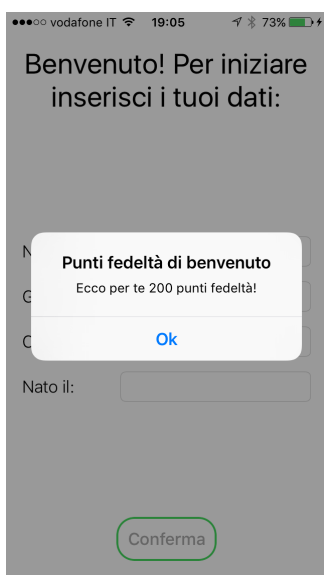 vodafone IT 19:05 73%
Benvenuto! Per iniziare
inserisci i tuoi dati:
N
Punti fedeltà di benvenuto
Ecco per te 200 punti fedeltà!
G
Ok
C
Nato il:
Conferma